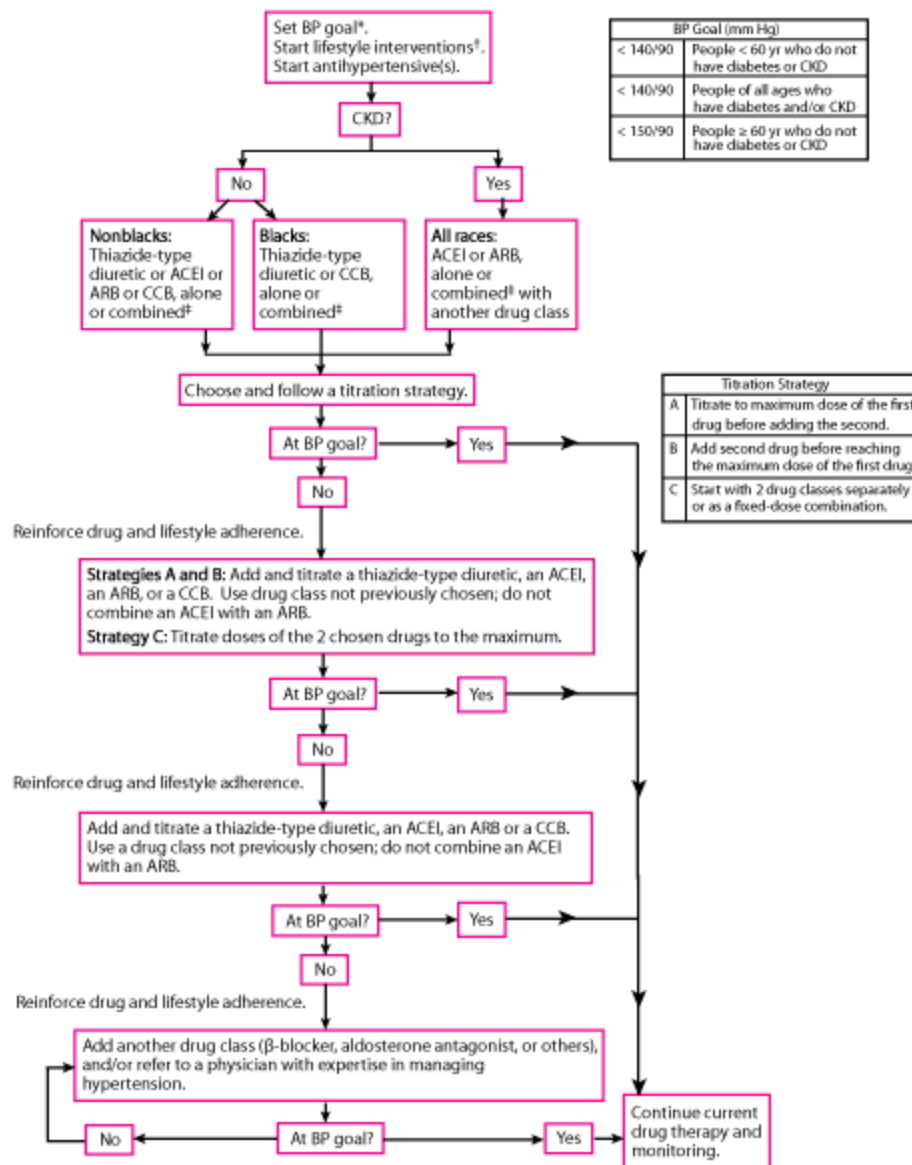 Set BP goal*.
Start lifestyle interventions†.
Start antihypertensive(s).
BP Goal (mm Hg)
< 140/90 People < 60 yr who do not
have diabetes or CKD
< 140/90 People of all ages who
have diabetes and/or CKD
< 150/90 People ≥ 60 yr who do not
have diabetes or CKD
CKD?
No
Yes
Nonblacks:
Thiazide-type
diuretic or ACEI or
ARB or CCB, alone
or combined‡
Blacks:
Thiazide-type
diuretic or CCB,
alone or
combined‡
All races:
ACEI or ARB,
alone or
combined‖ with
another drug class
Choose and follow a titration strategy.
Titration Strategy
A Titrate to maximum dose of the first
drug before adding the second.
B Add second drug before reaching
the maximum dose of the first drug
C Start with 2 drug classes separately
or as a fixed-dose combination.
At BP goal?
Yes
No
Reinforce drug and lifestyle adherence.
Strategies A and B: Add and titrate a thiazide-type diuretic, an ACEI,
an ARB, or a CCB. Use drug class not previously chosen; do not
combine an ACEI with an ARB.
Strategy C: Titrate doses of the 2 chosen drugs to the maximum.
At BP goal?
Yes
No
Reinforce drug and lifestyle adherence.
Add and titrate a thiazide-type diuretic, an ACEI, an ARB or a CCB.
Use a drug class not previously chosen; do not combine an ACEI
with an ARB.
At BP goal?
Yes
No
Reinforce drug and lifestyle adherence.
Add another drug class (β-blocker, aldosterone antagonist, or others),
and/or refer to a physician with expertise in managing
hypertension.
No
At BP goal?
Yes
Continue current
drug therapy and
monitoring.